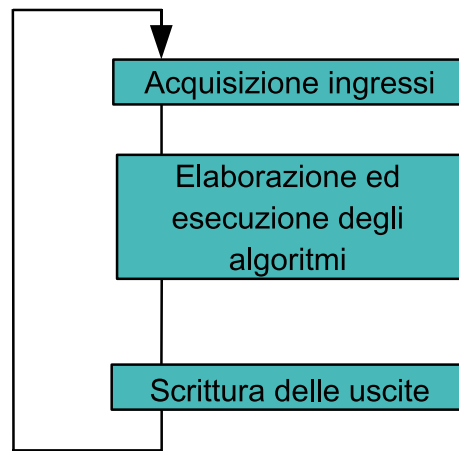 Acquisizione ingressi
Elaborazione ed
esecuzione degli
algoritmi
Scrittura delle uscite